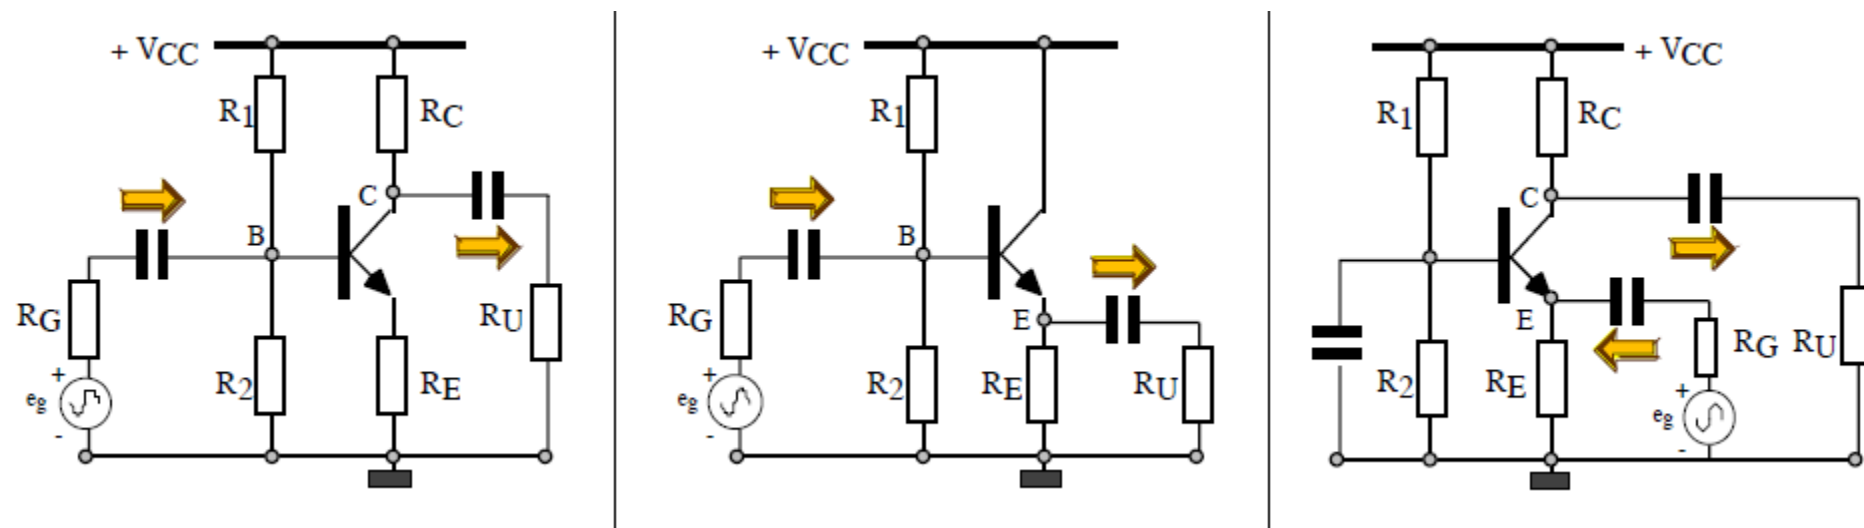 + VCC
R1
RC
C
B
RG
RU
+
eg
-
R2
RE
+ VCC
R1
B
RG
E
+
eg
-
R2
RE
RU
+ VCC
R1
RC
C
E
RG
RU
R2
RE
+
eg
-